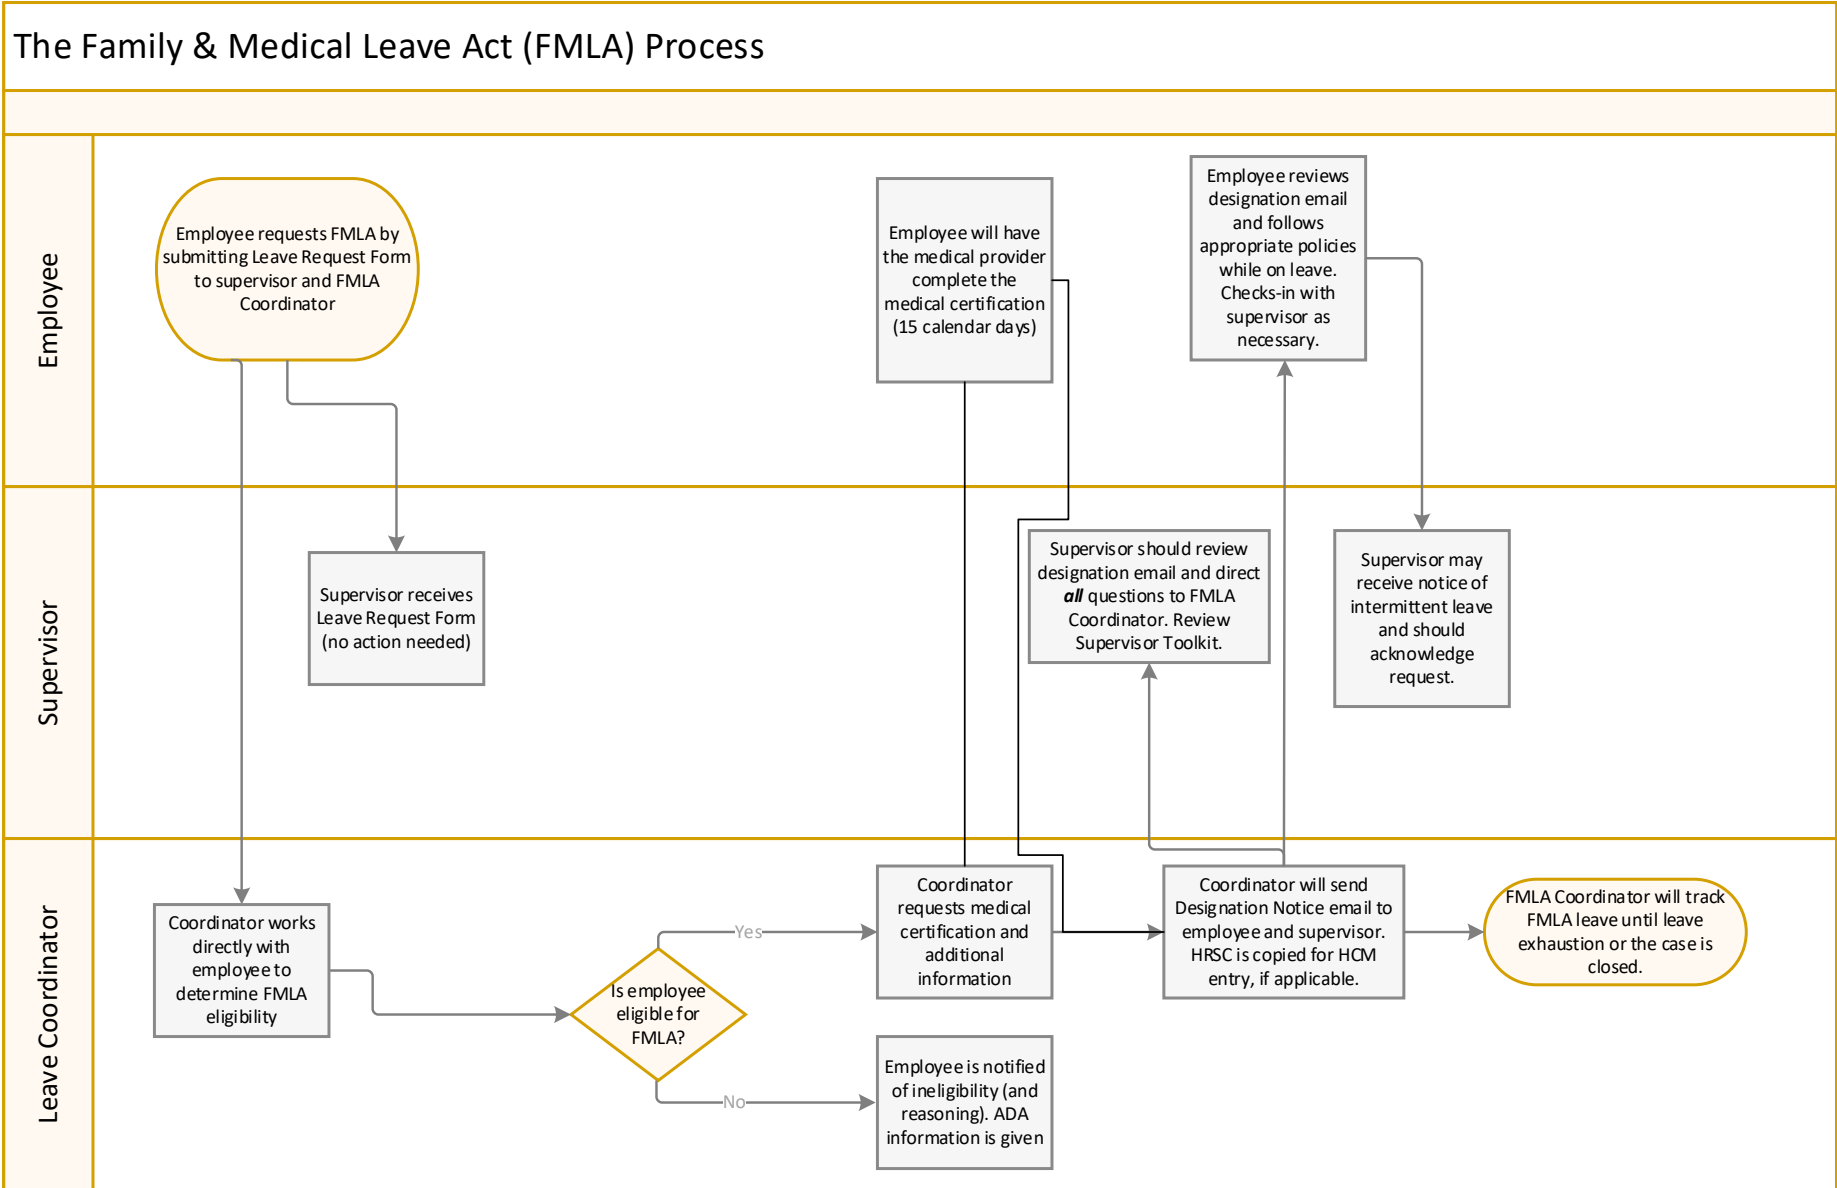 The Family & Medical Leave Act (FMLA) Process
Employee
Employee requests FMLA by
submitting Leave Request Form
to supervisor and FMLA
Coordinator
Employee will have
the medical provider
complete the
medical certification
(15 calendar days)
Employee reviews
designation email
and follows
appropriate policies
while on leave.
Checks-in with
supervisor as
necessary.
Supervisor
Supervisor receives
Leave Request Form
(no action needed)
Supervisor should review
designation email and direct
all questions to FMLA
Coordinator. Review
Supervisor Toolkit.
Supervisor may
receive notice of
intermittent leave
and should
acknowledge
request.
Leave Coordinator
Coordinator works
directly with
employee to
determine FMLA
eligibility
Is employee
eligible for
FMLA?
Yes
No
Coordinator
requests medical
certification and
additional
information
Employee is notified
of ineligibility (and
reasoning). ADA
information is given
Coordinator will send
Designation Notice email to
employee and supervisor.
HRSC is copied for HCM
entry, if applicable.
FMLA Coordinator will track
FMLA leave until leave
exhaustion or the case is
closed.